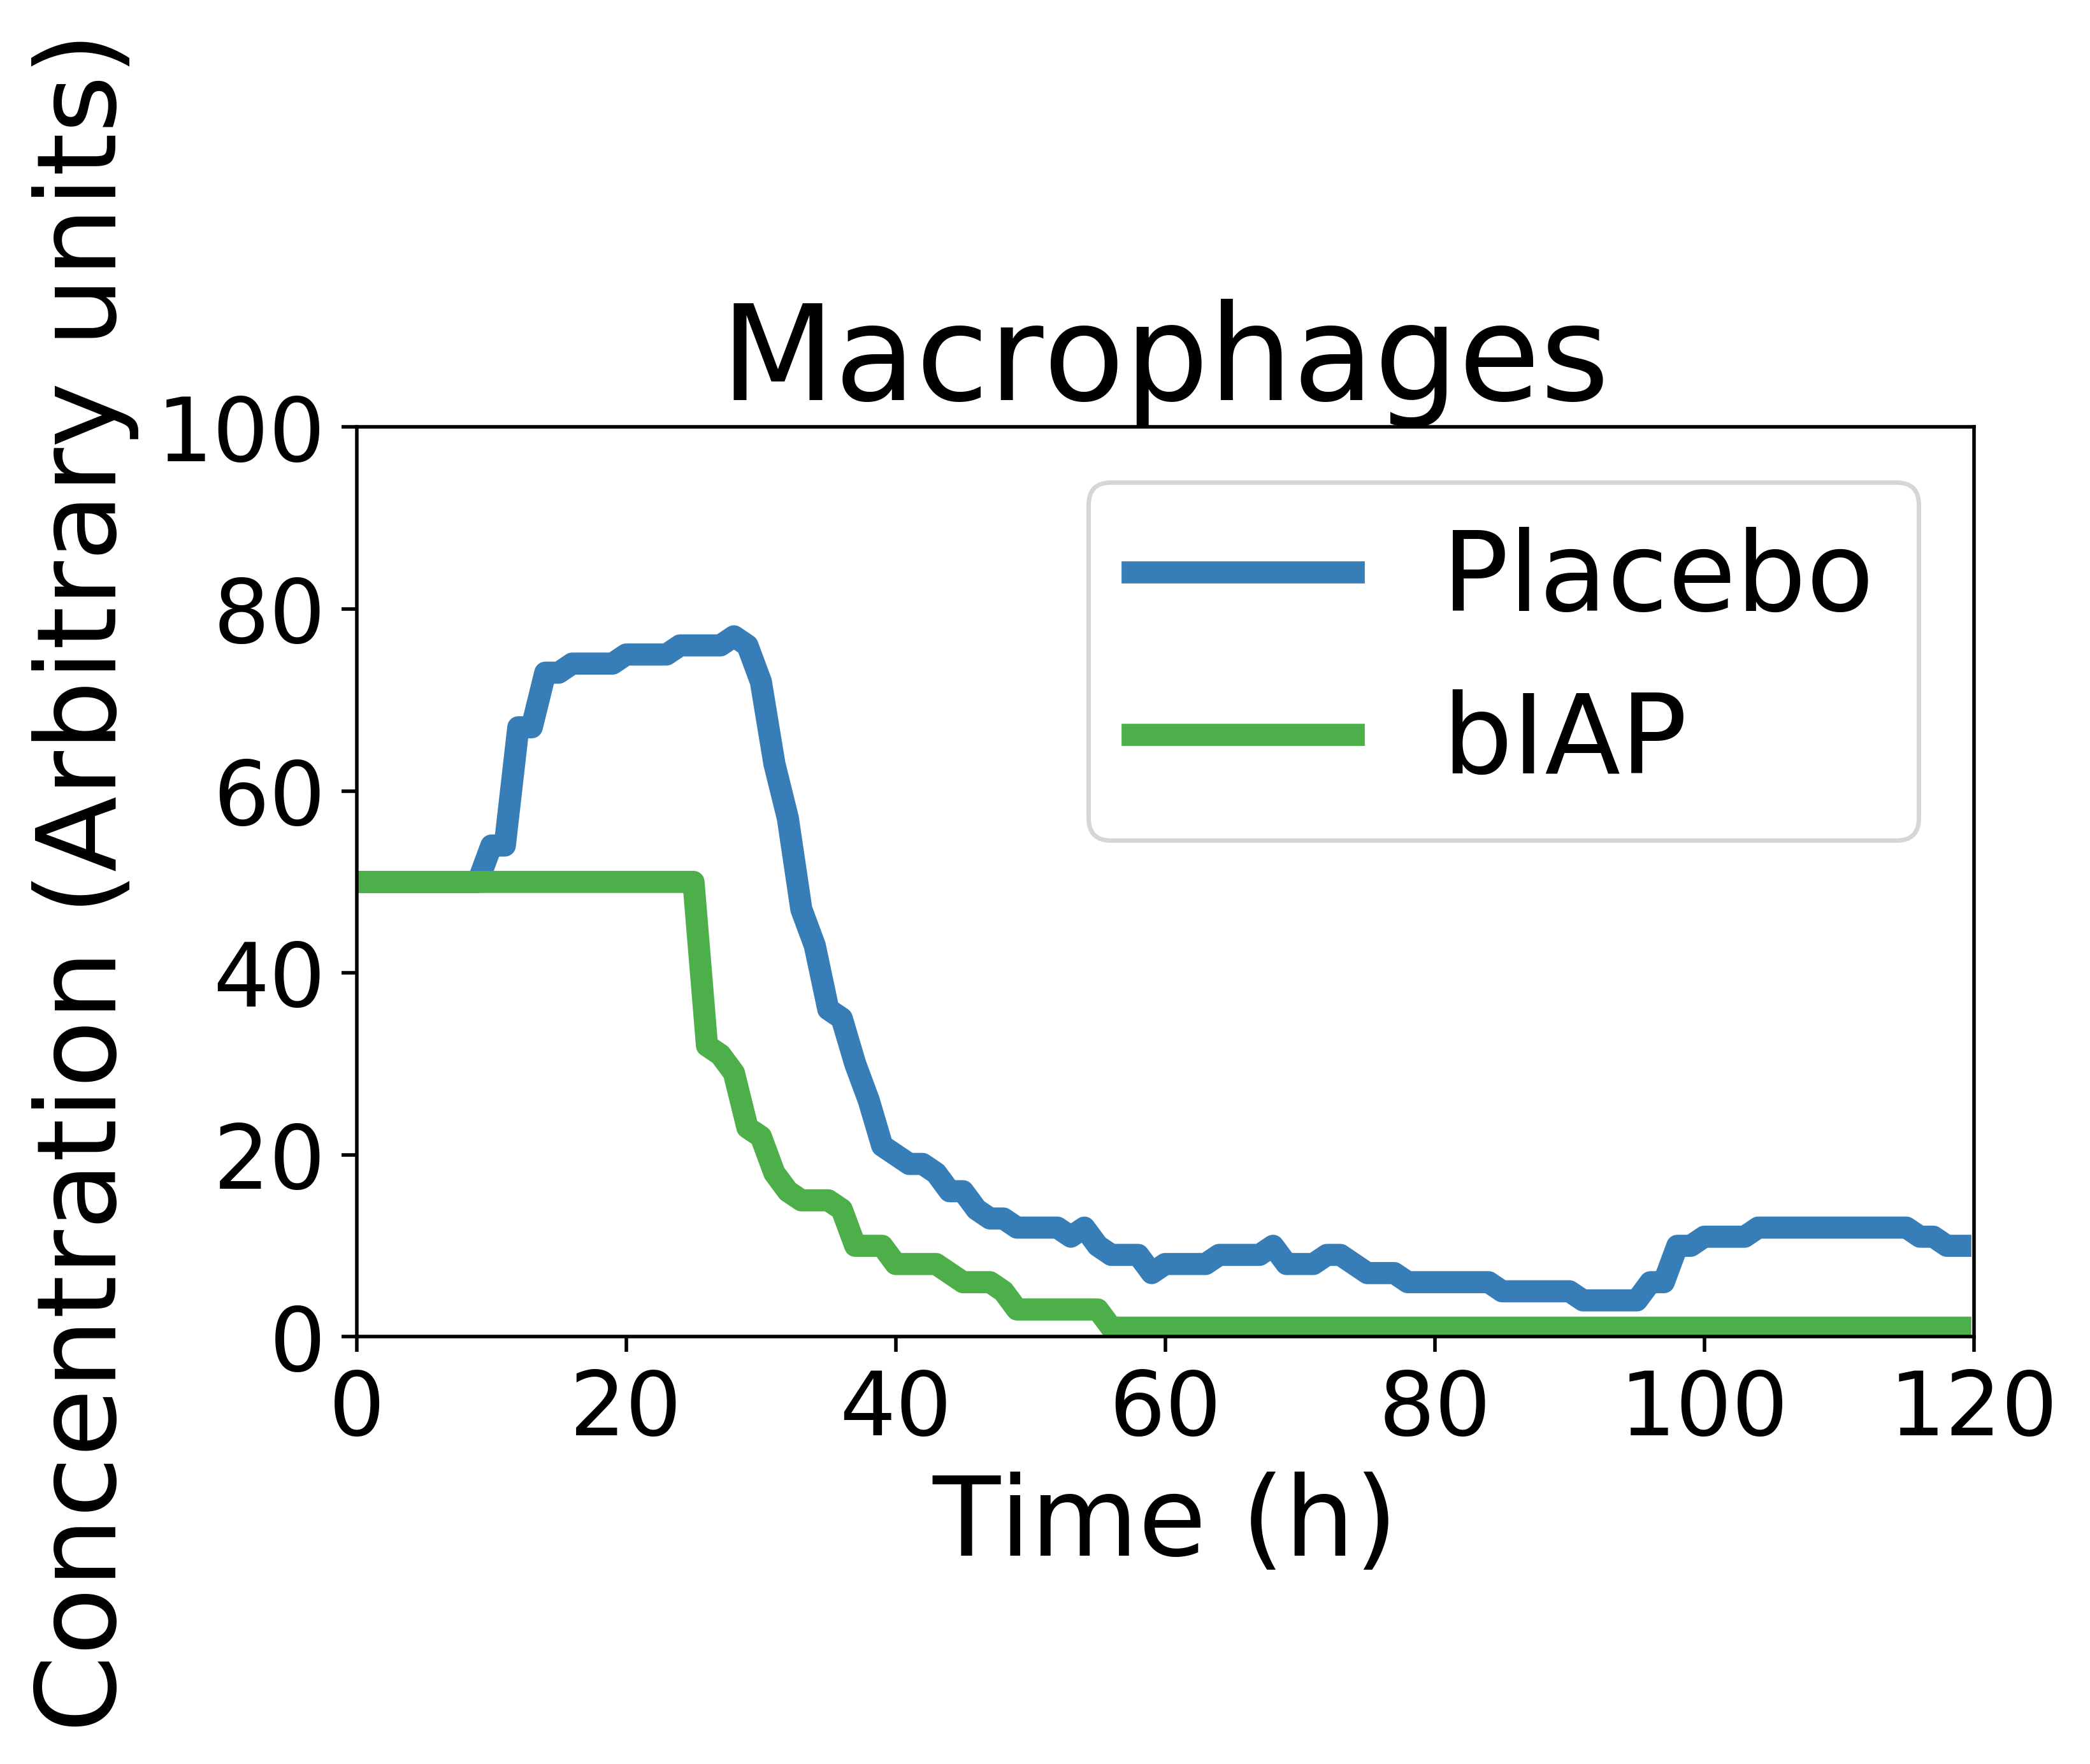 Macrophages
Concentration (Arbitrary units)
100
80
60
40
20
0
Placebo
bIAP
0 20 40 60 80 100 120
Time (h)